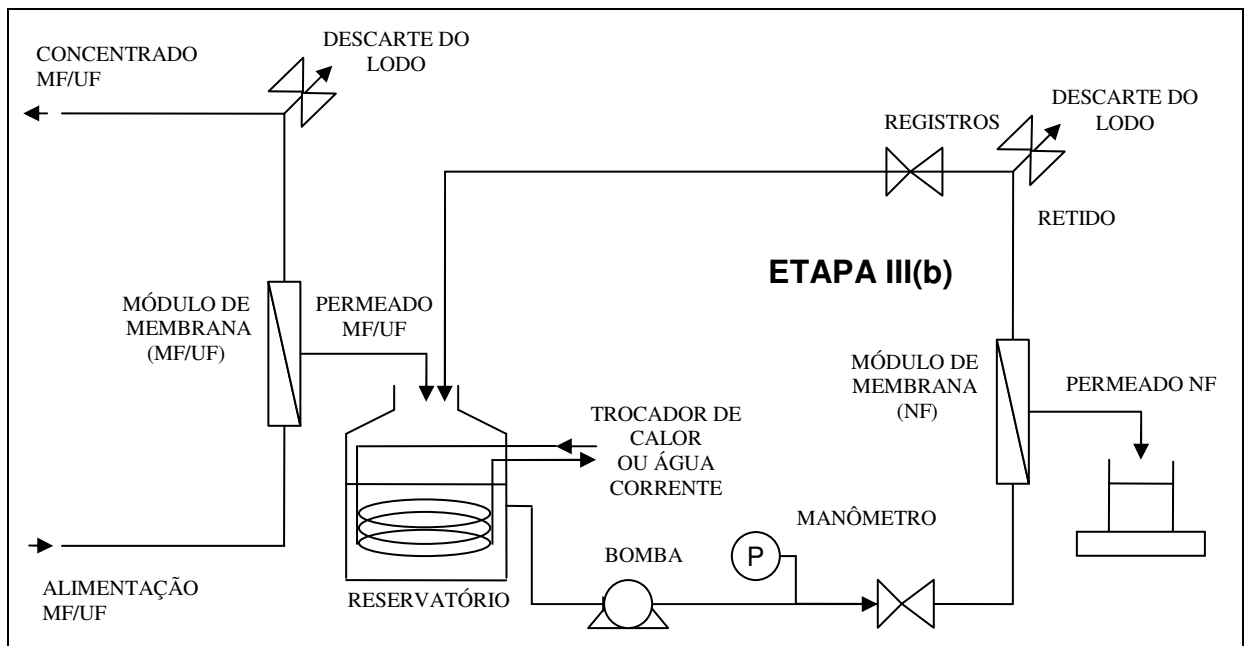 CONCENTRADO
MF/UF
DESCARTE DO
LODO
DESCARTE DO
LODO
REGISTROS
RETIDO
ETAPA III(b)
MÓDULO DE
MEMBRANA
(MF/UF)
PERMEADO
MF/UF
MÓDULO DE
MEMBRANA
(NF)
PERMEADO NF
TROCADOR DE
CALOR
OU ÁGUA
CORRENTE
MANÔMETRO
P
BOMBA
ALIMENTAÇÃO
MF/UF
RESERVATÓRIO